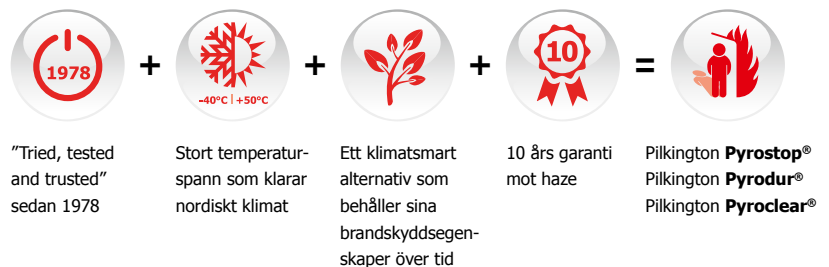 1978
+
-40°C | +50°C
+
+
10
=
”Tried, tested
and trusted”
sedan 1978
Stort temperatur-
spann som klarar
nordiskt klimat
Ett klimatsmart
alternativ som
behåller sina
brandskyddsegen-
skaper över tid
10 års garanti
mot haze
Pilkington Pyrostop®
Pilkington Pyrodur®
Pilkington Pyroclear®